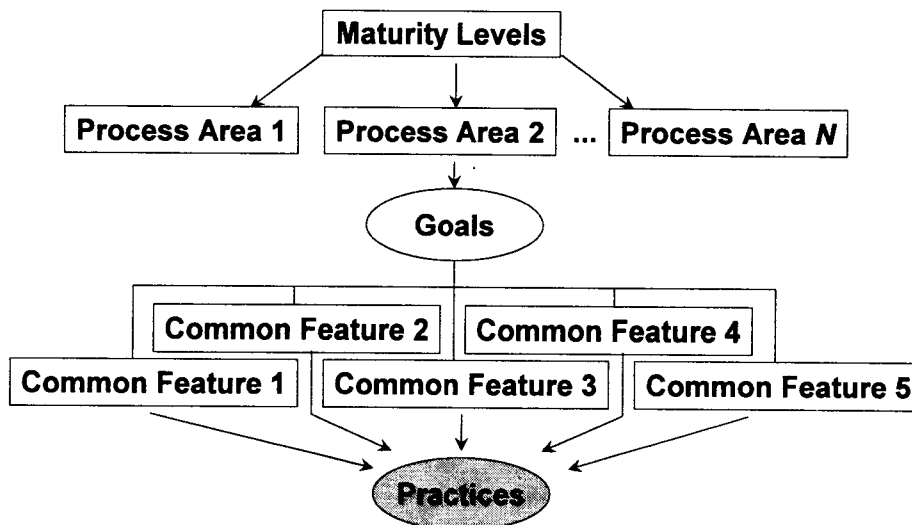 Maturity Levels
Process Area 1
Process Area 2
...
Process Area N
Goals
Common Feature 2
Common Feature 4
Common Feature 1
Common Feature 3
Common Feature 5
Practices